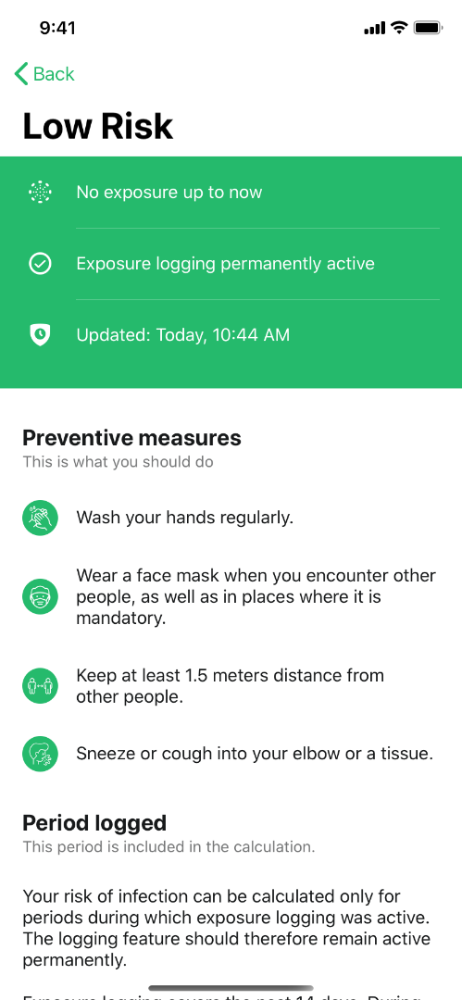 9:41
Back
Low Risk
No exposure up to now
Exposure logging permanently active
Updated: Today, 10:44 AM
Preventive measures
This is what you should do
Wash your hands regularly.
Wear a face mask when you encounter other
people, as well as in places where it is
mandatory.
Keep at least 1.5 meters distance from
other people.
Sneeze or cough into your elbow or a tissue.
Period logged
This period is included in the calculation.
Your risk of infection can be calculated only for
periods during which exposure logging was active.
The logging feature should therefore remain active
permanently.
Exposure logging covers the past 14 days. During